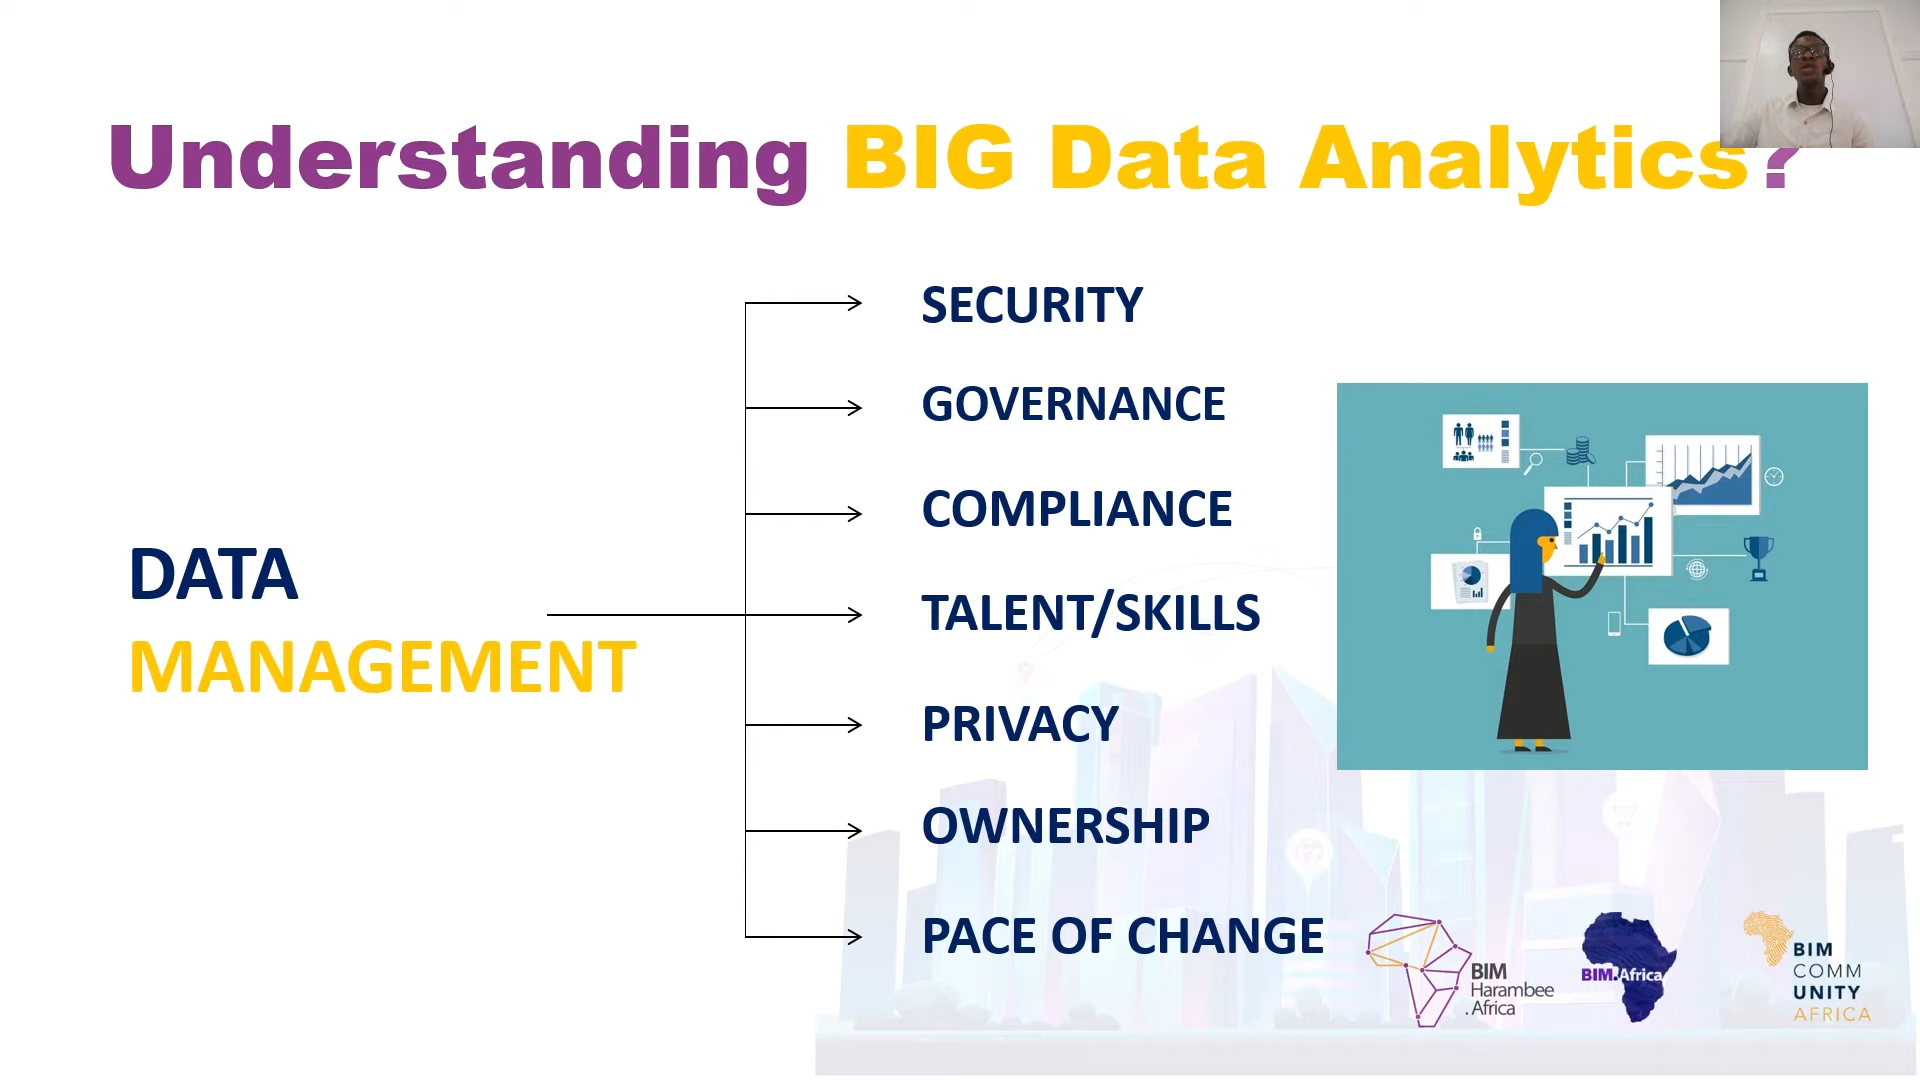 Understanding BIG Data Analytics?
SECURITY
GOVERNANCE
COMPLIANCE
DATA
MANAGEMENT
TALENT/SKILLS
PRIVACY
OWNERSHIP
PACE OF CHANGE
BIM
Harambee
.Africa
BIM.Africa
BIM
COMM
UNITY
AFRICA